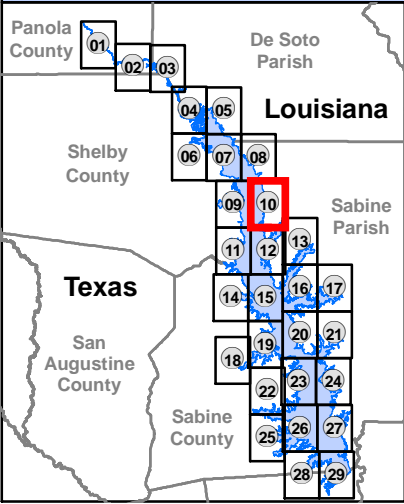 Panola
County
01
02
03
De Soto
Parish
04
05
Louisiana
06
07
08
Shelby
County
09
10
Sabine
Parish
11
12
13
Texas
14
15
16
17
San
Augustine
County
18
19
20
21
22
23
24
Sabine
County
25
26
27
28
29